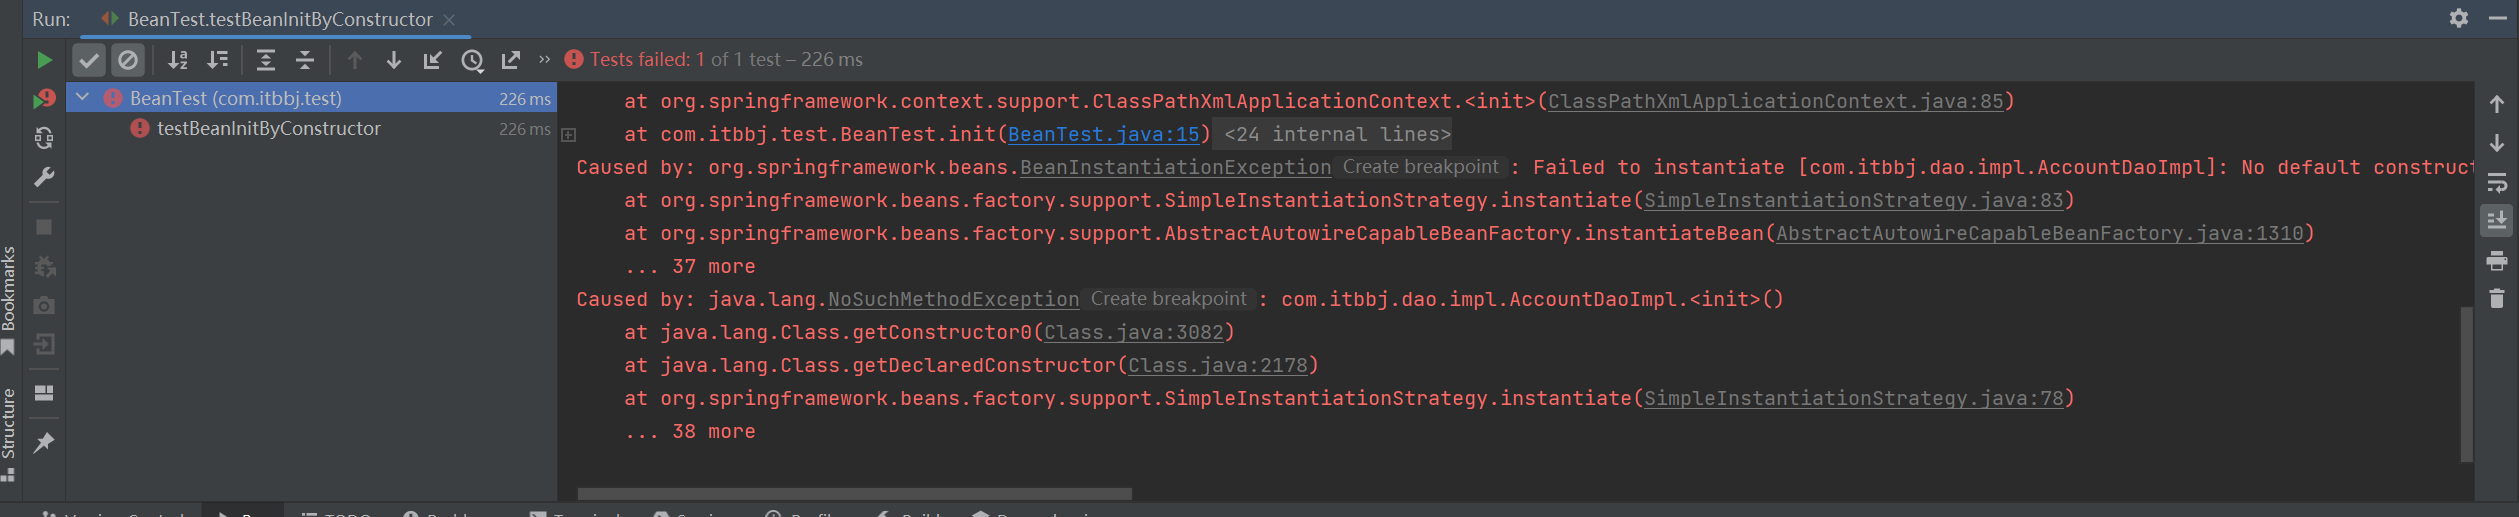 Run: BeanTest.testBeanInitByConstructor
Tests failed: 1 of 1 test – 226 ms
BeanTest (com.itbbj.test) 226 ms
testBeanInitByConstructor 226 ms
at org.springframework.context.support.ClassPathXmlApplicationContext.<init>(ClassPathXmlApplicationContext.java:85)
at com.itbbj.test.BeanTest.init(BeanTest.java:15) <24 internal lines>
Caused by: org.springframework.beans.BeanInstantiationException Create breakpoint : Failed to instantiate [com.itbbj.dao.impl.AccountDaoImpl]: No default construct
at org.springframework.beans.factory.support.SimpleInstantiationStrategy.instantiate(SimpleInstantiationStrategy.java:83)
at org.springframework.beans.factory.support.AbstractAutowireCapableBeanFactory.instantiateBean(AbstractAutowireCapableBeanFactory.java:1310)
... 37 more
Caused by: java.lang.NoSuchMethodException Create breakpoint : com.itbbj.dao.impl.AccountDaoImpl.<init>()
at java.lang.Class.getConstructor0(Class.java:3082)
at java.lang.Class.getDeclaredConstructor(Class.java:2178)
at org.springframework.beans.factory.support.SimpleInstantiationStrategy.instantiate(SimpleInstantiationStrategy.java:78)
... 38 more
Bookmarks
Structure
TODO